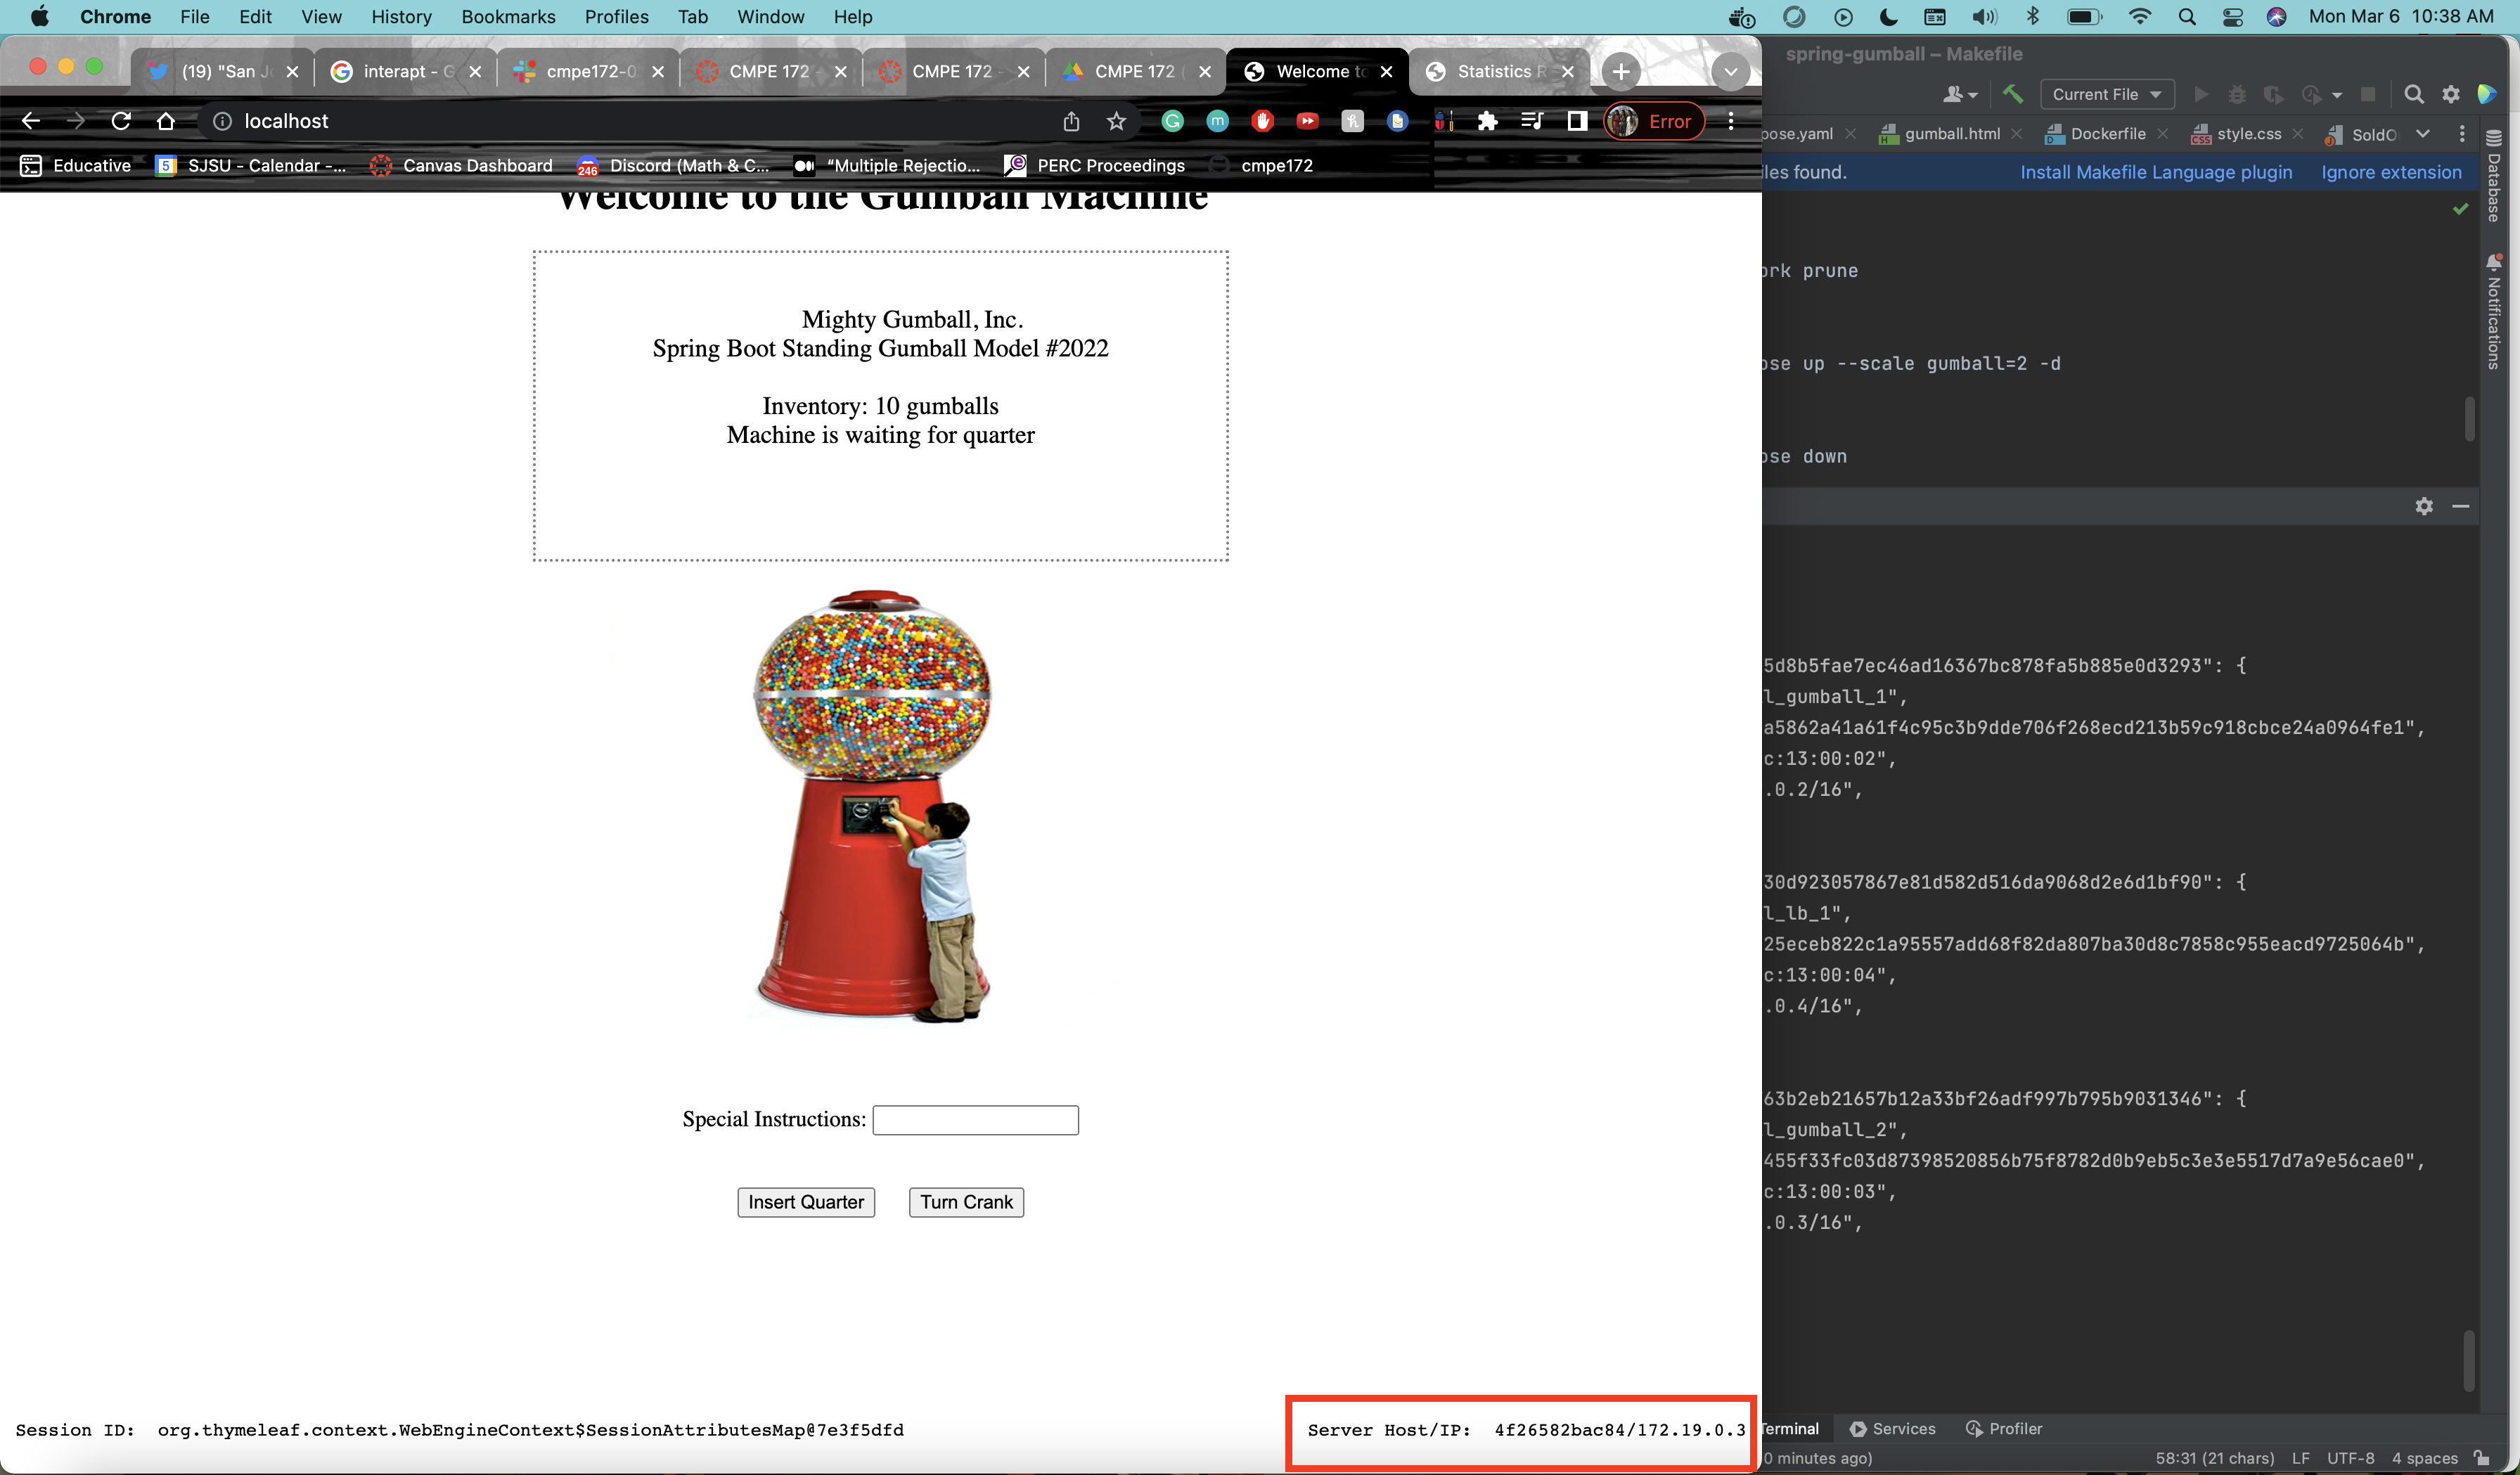 Chrome File Edit View History Bookmarks Profiles Tab Window Help
Mon Mar 6 10:38 AM
(19) "San Jo
interapt - G
cmpe172-0
CMPE 172 -
CMPE 172 -
CMPE 172 (
Welcome to
Statistics R
localhost
Error
Educative
5
SJSU - Calendar -...
Canvas Dashboard
246
Discord (Math & C...
“Multiple Rejectio...
PERC Proceedings
cmpe172
Welcome to the Gumball Machine
Mighty Gumball, Inc.
Spring Boot Standing Gumball Model #2022
Inventory: 10 gumballs
Machine is waiting for quarter
Special Instructions:
Insert Quarter
Turn Crank
Session ID: org.thymeleaf.context.WebEngineContext$SessionAttributesMap@7e3f5dfd
Server Host/IP: 4f26582bac84/172.19.0.3
spring-gumball – Makefile
Current File
pose.yaml
gumball.html
Dockerfile
style.css
SoldO
les found.
Install Makefile Language plugin
Ignore extension
Database
Notifications
ork prune
ose up --scale gumball=2 -d
ose down
5d8b5fae7ec46ad16367bc878fa5b885e0d3293": {
l_gumball_1",
a5862a41a61f4c95c3b9dde706f268ecd213b59c918cbce24a0964fe1",
c:13:00:02",
.0.2/16",
30d923057867e81d582d516da9068d2e6d1bf90": {
l_lb_1",
25eceb822c1a95557add68f82da807ba30d8c7858c955eacd9725064b",
c:13:00:04",
.0.4/16",
63b2eb21657b12a33bf26adf997b795b9031346": {
l_gumball_2",
455f33fc03d87398520856b75f8782d0b9eb5c3e3e5517d7a9e56cae0",
c:13:00:03",
.0.3/16",
Terminal
Services
Profiler
0 minutes ago)
58:31 (21 chars)
LF
UTF-8
4 spaces